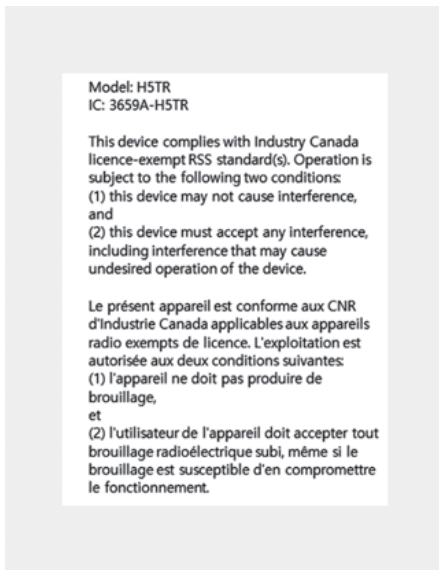 Model: H5TR
IC: 3659A-H5TR
This device complies with Industry Canada
licence-exempt RSS standard(s). Operation is
subject to the following two conditions:
(1) this device may not cause interference,
and
(2) this device must accept any interference,
including interference that may cause
undesired operation of the device.
Le présent appareil est conforme aux CNR
d'Industrie Canada applicables aux appareils
radio exempts de licence. L'exploitation est
autorisée aux deux conditions suivantes:
(1) l'appareil ne doit pas produire de
brouillage,
et
(2) l'utilisateur de l'appareil doit accepter tout
brouillage radioélectrique subi, même si le
brouillage est susceptible d'en compromettre
le fonctionnement.